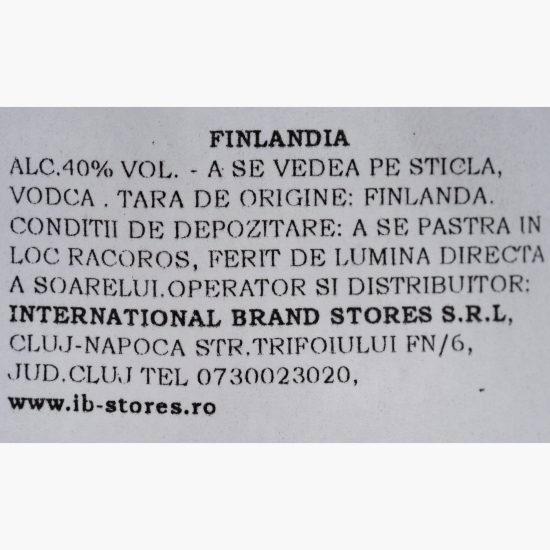 FINLANDIA
ALC.40% VOL. - A SE VEDEA PE STICLA,
VODCA . TARA DE ORIGINE: FINLANDA.
CONDITII DE DEPOZITARE: A SE PASTRA IN
LOC RACOROS, FERIT DE LUMINA DIRECTA
A SOARELUI.OPERATOR SI DISTRIBUITOR:
INTERNATIONAL BRAND STORES S.R.L,
CLUJ-NAPOCA STR.TRIFOIULUI FN/6,
JUD.CLUJ TEL 0730023020,
www.ib-stores.ro